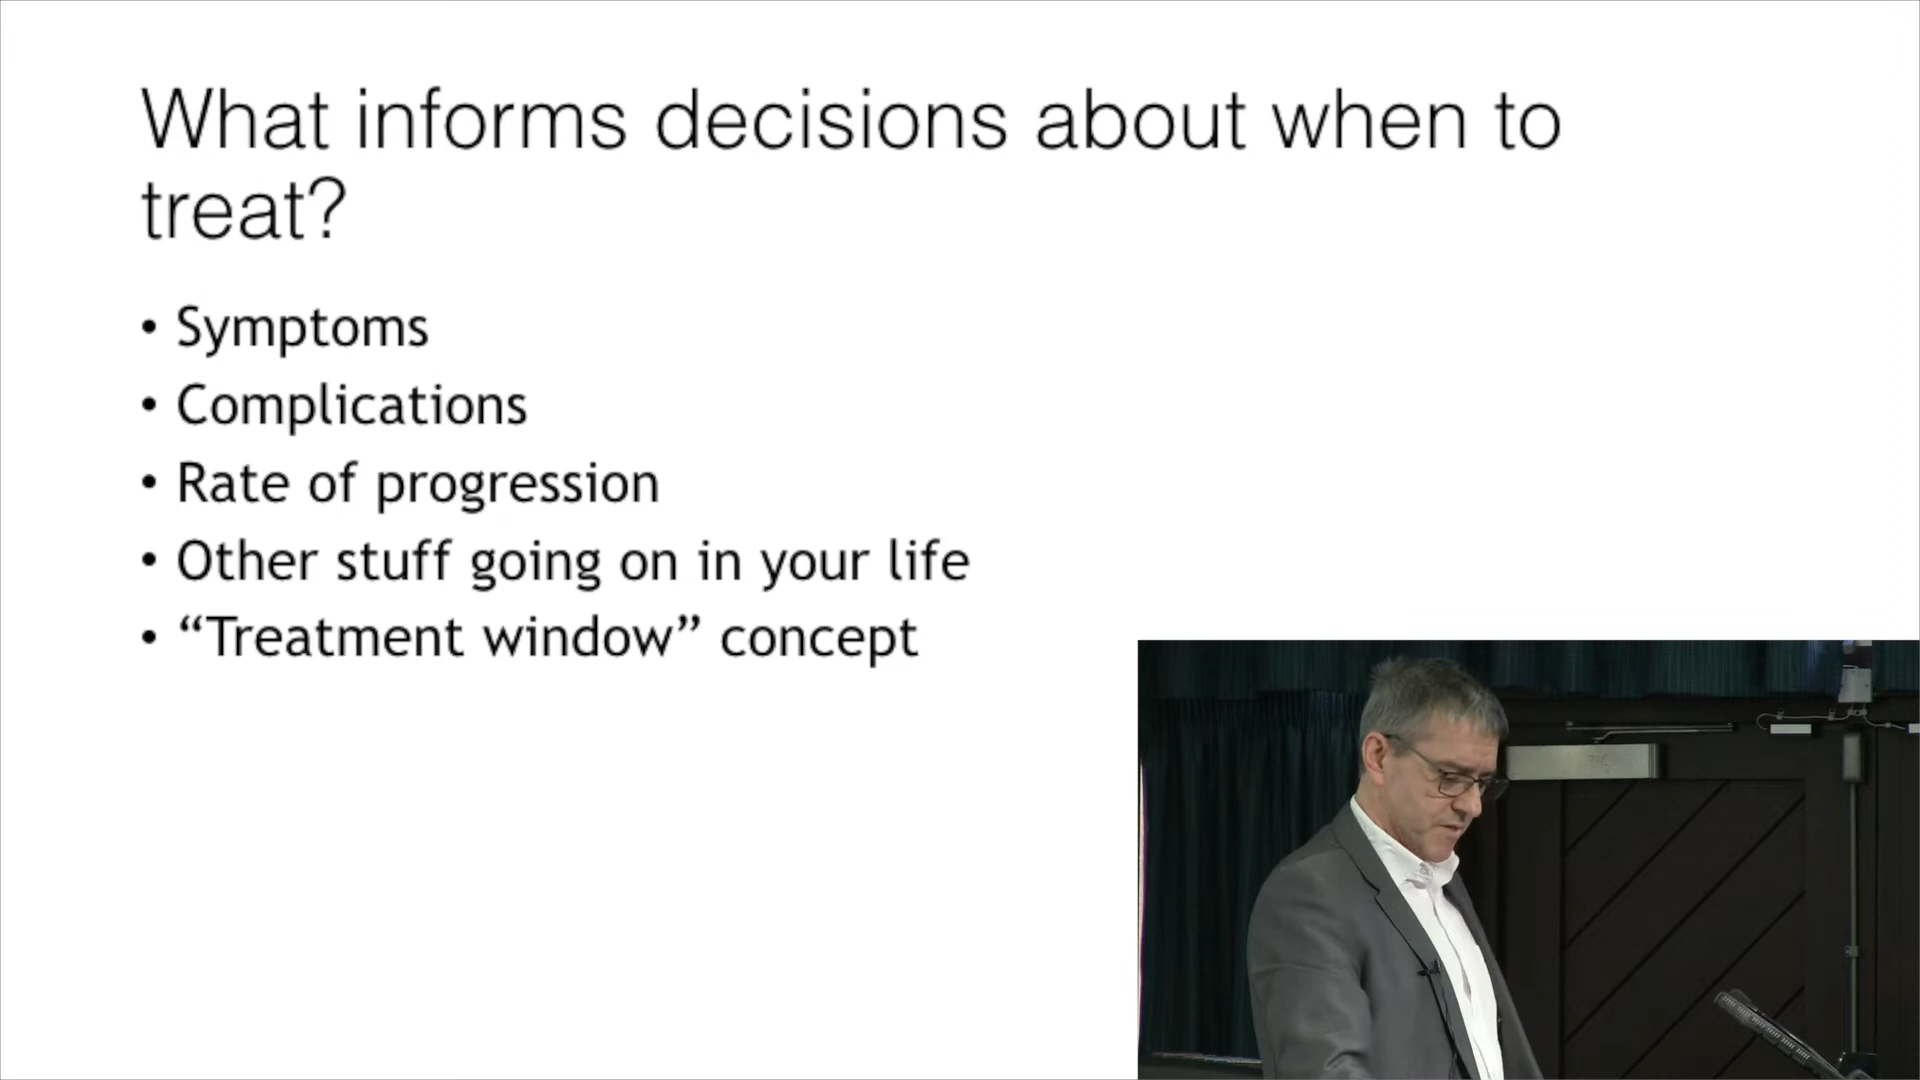 What informs decisions about when to
treat?
• Symptoms
• Complications
• Rate of progression
• Other stuff going on in your life
• “Treatment window” concept